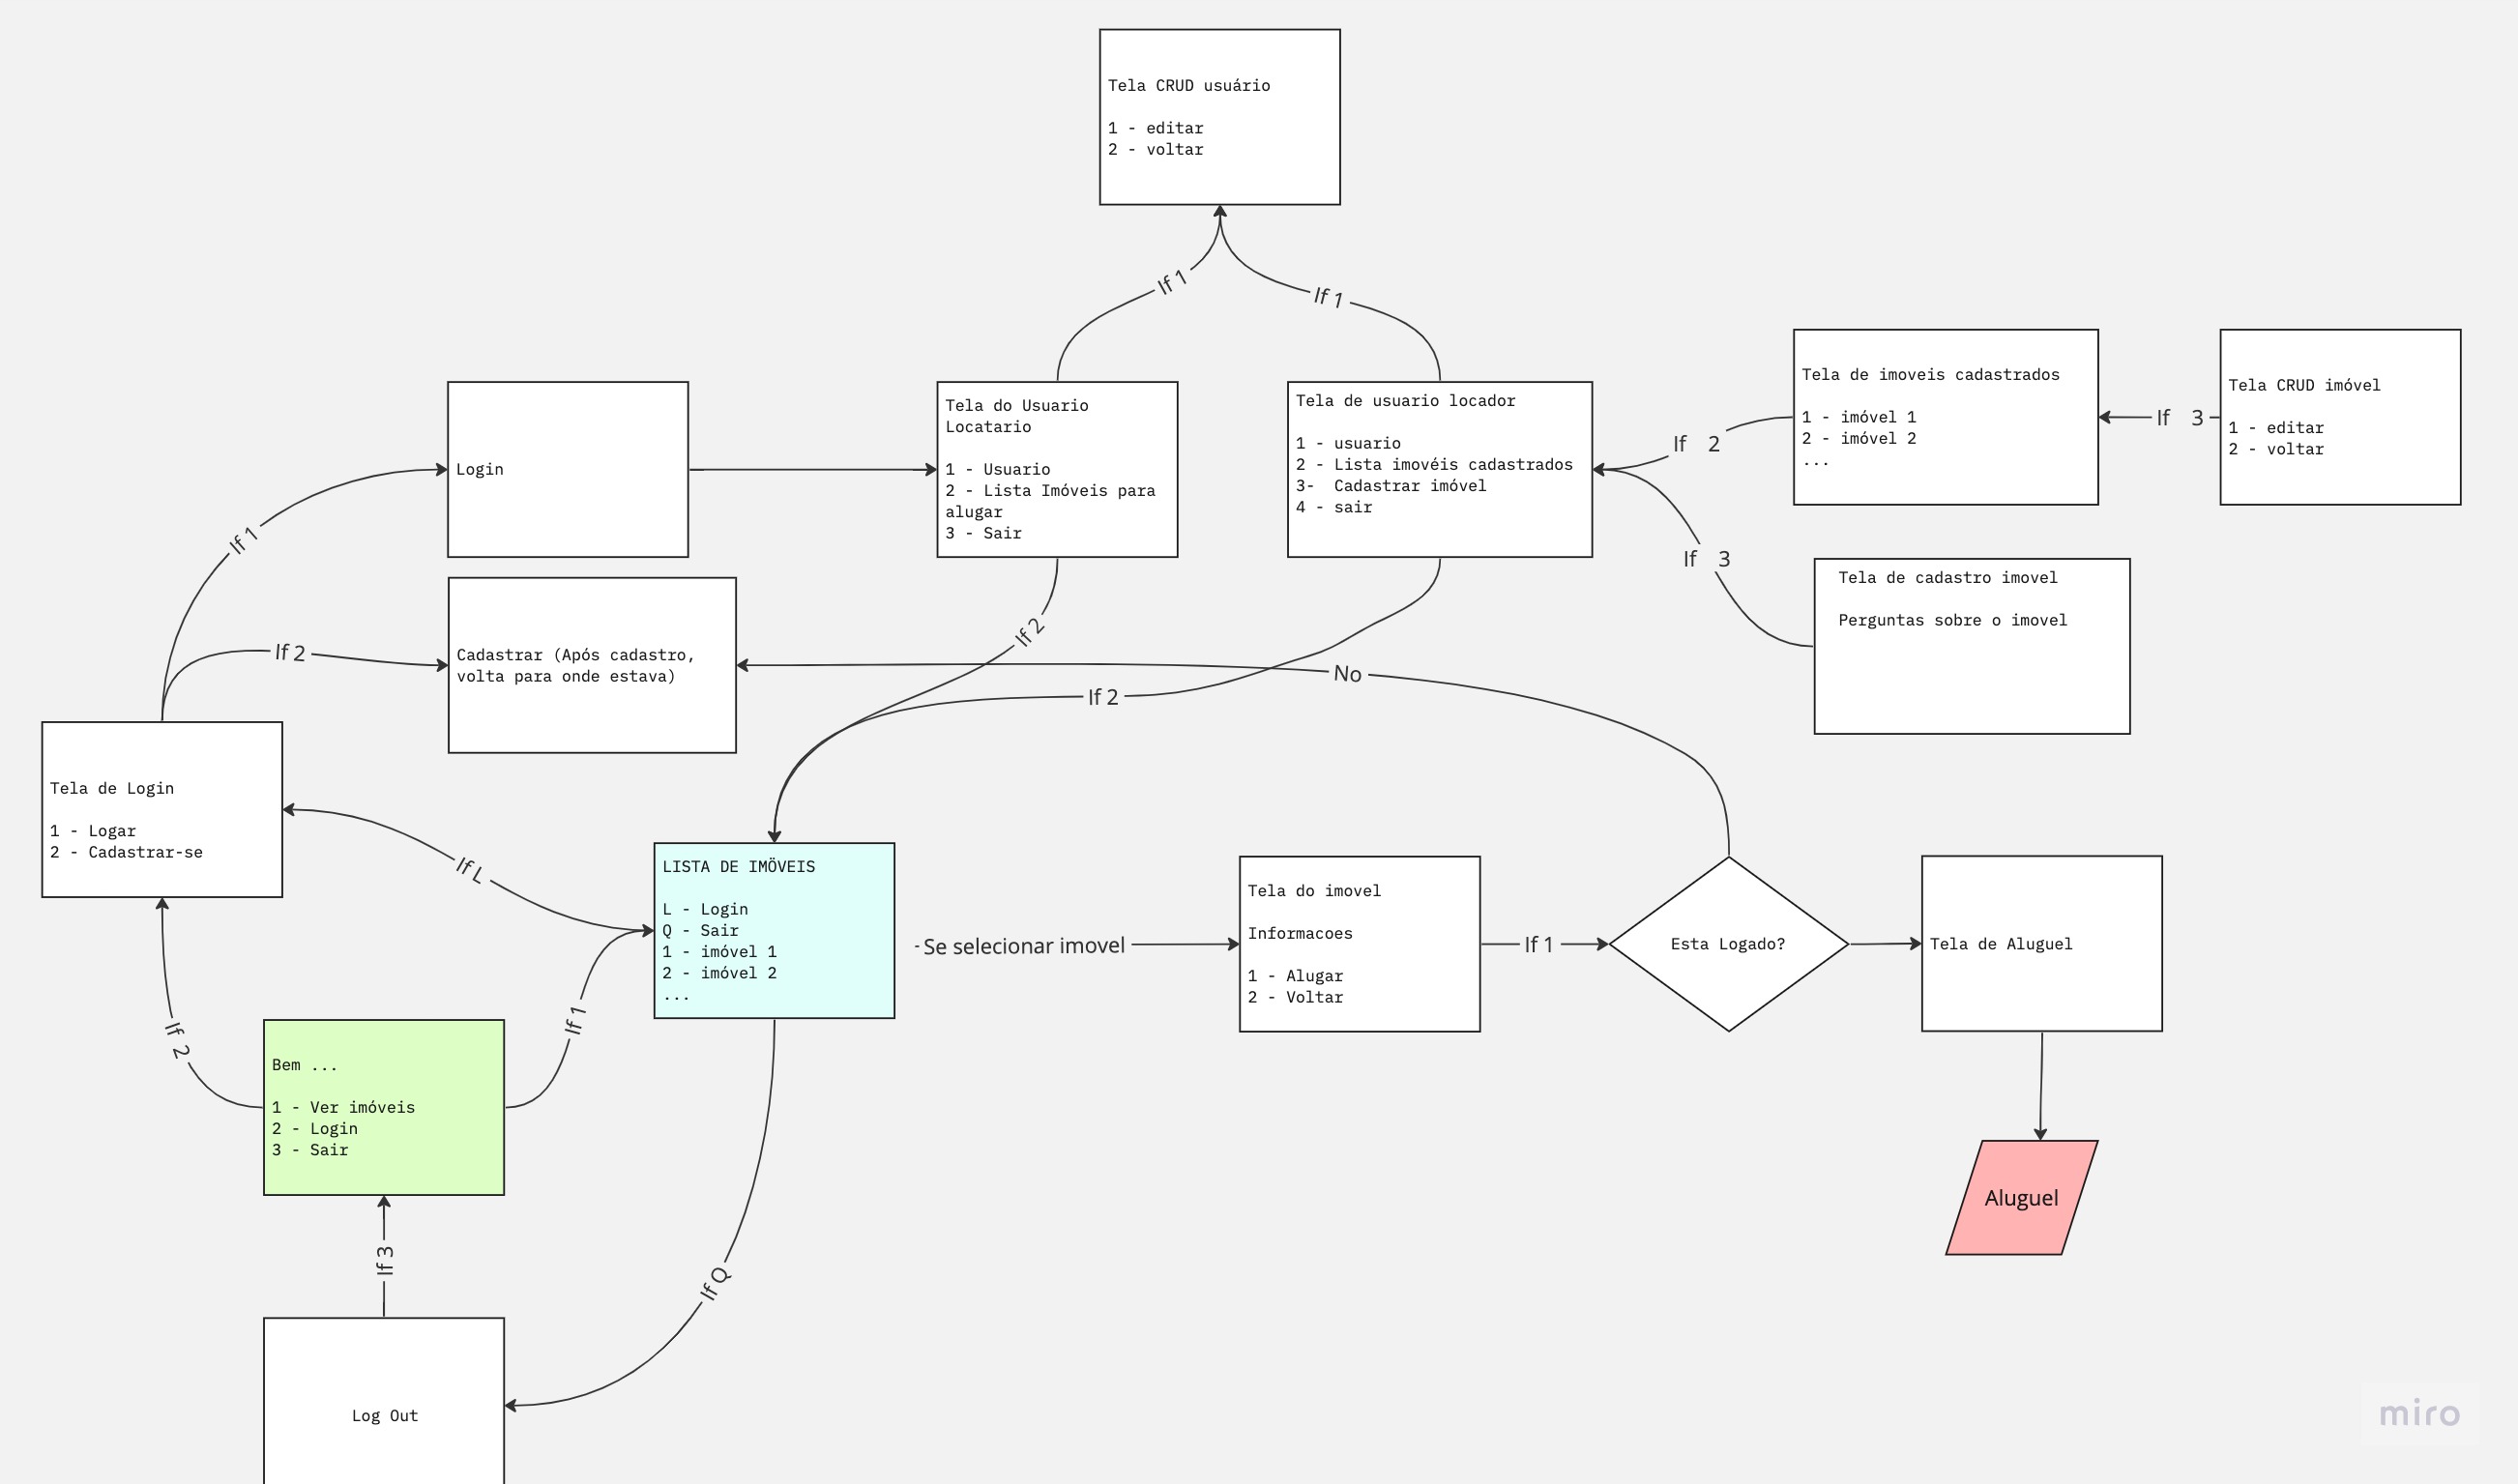 Tela CRUD usuário
1 - editar
2 - voltar
If 1
If 1
Login
Tela do Usuario
Locatario
1 - Usuario
2 - Lista Imóveis para
alugar
3 - Sair
Tela de usuario locador
1 - usuario
2 - Lista imovéis cadastrados
3-  Cadastrar imóvel
4 - sair
If 2
Tela de imoveis cadastrados
1 - imóvel 1
2 - imóvel 2
...
If 3
Tela CRUD imóvel
1 - editar
2 - voltar
If 1
If 3
Tela de cadastro imovel
Perguntas sobre o imovel
If 2
Cadastrar (Após cadastro,
volta para onde estava)
If 2
If 2
No
Tela de Login
1 - Logar
2 - Cadastrar-se
If L
LISTA DE IMÖVEIS
L - Login
Q - Sair
1 - imóvel 1
2 - imóvel 2
...
Se selecionar imovel
Tela do imovel
Informacoes
1 - Alugar
2 - Voltar
If 1
Esta Logado?
Tela de Aluguel
If 2
If 1
Bem ...
1 - Ver imóveis
2 - Login
3 - Sair
Aluguel
If 3
If Q
Log Out
miro